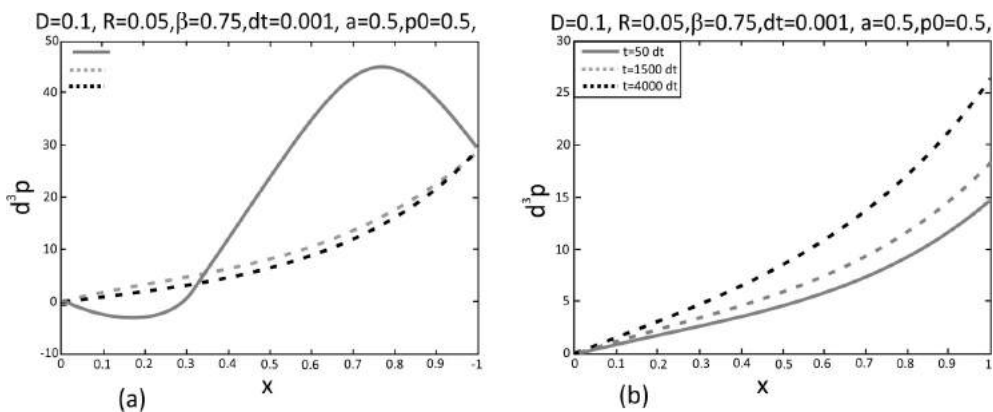 D=0.1, R=0.05,β=0.75,dt=0.001, a=0.5,p0=0.5,
50
40
30
20
10
0
-10
d³p
0 0.1 0.2 0.3 0.4 0.5 0.6 0.7 0.8 0.9 -1
x
(a)
D=0.1, R=0.05,β=0.75,dt=0.001, a=0.5,p0=0.5,
30
25
20
15
10
5
0
t=50 dt
t=1500 dt
t=4000 dt
d³p
0 0.1 0.2 0.3 0.4 0.5 0.6 0.7 0.8 0.9 1
x
(b)